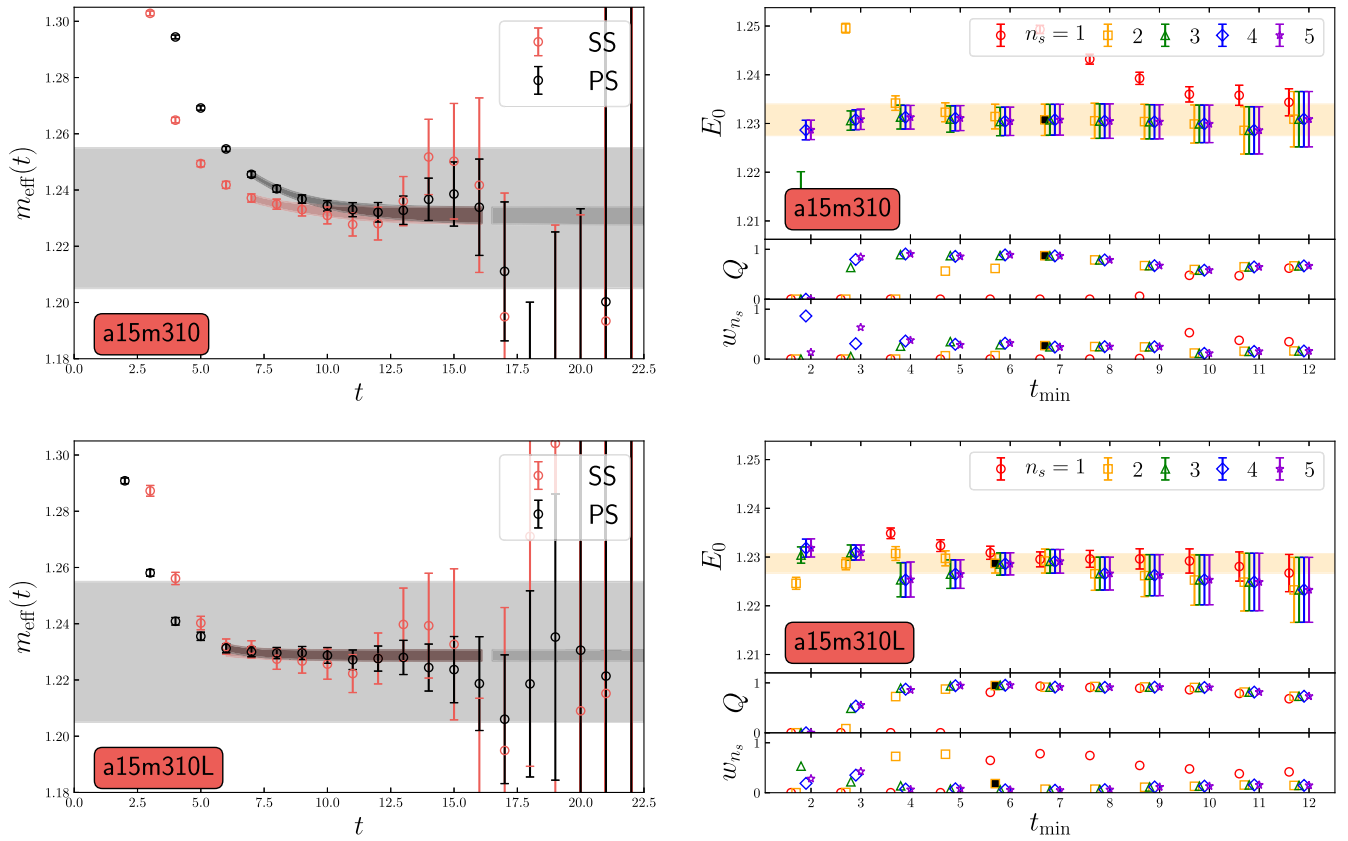 1.30
1.28
1.26
1.24
1.22
1.20
1.18
m_eff(t)
SS
PS
a15m310
0.0 2.5 5.0 7.5 10.0 12.5 15.0 17.5 20.0 22.5
t
1.25
1.24
1.23
1.22
1.21
E_0
n_s = 1 2 3 4 5
a15m310
1
0
Q
1
0
w_{n_s}
2 3 4 5 6 7 8 9 10 11 12
t_min
1.30
1.28
1.26
1.24
1.22
1.20
1.18
m_eff(t)
SS
PS
a15m310L
0.0 2.5 5.0 7.5 10.0 12.5 15.0 17.5 20.0 22.5
t
1.25
1.24
1.23
1.22
1.21
E_0
n_s = 1 2 3 4 5
a15m310L
1
0
Q
1
0
w_{n_s}
2 3 4 5 6 7 8 9 10 11 12
t_min